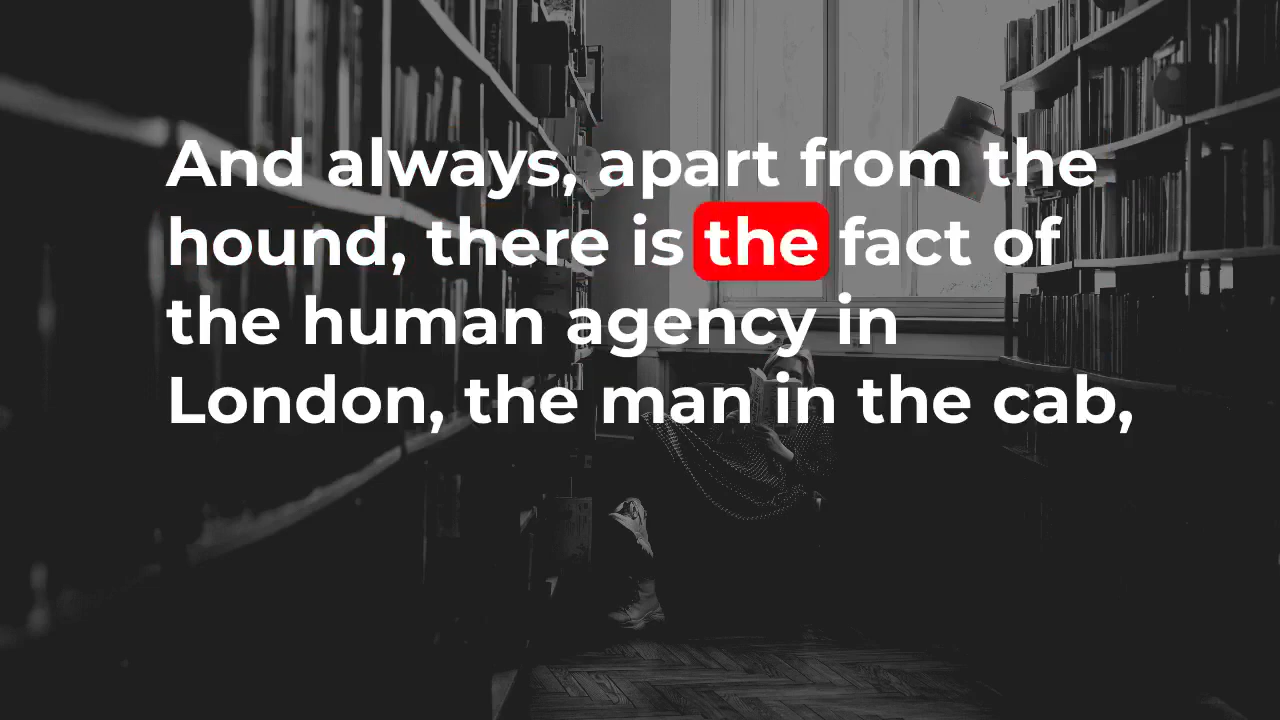 And always, apart from the
hound, there is the fact of
the human agency in
London, the man in the cab,